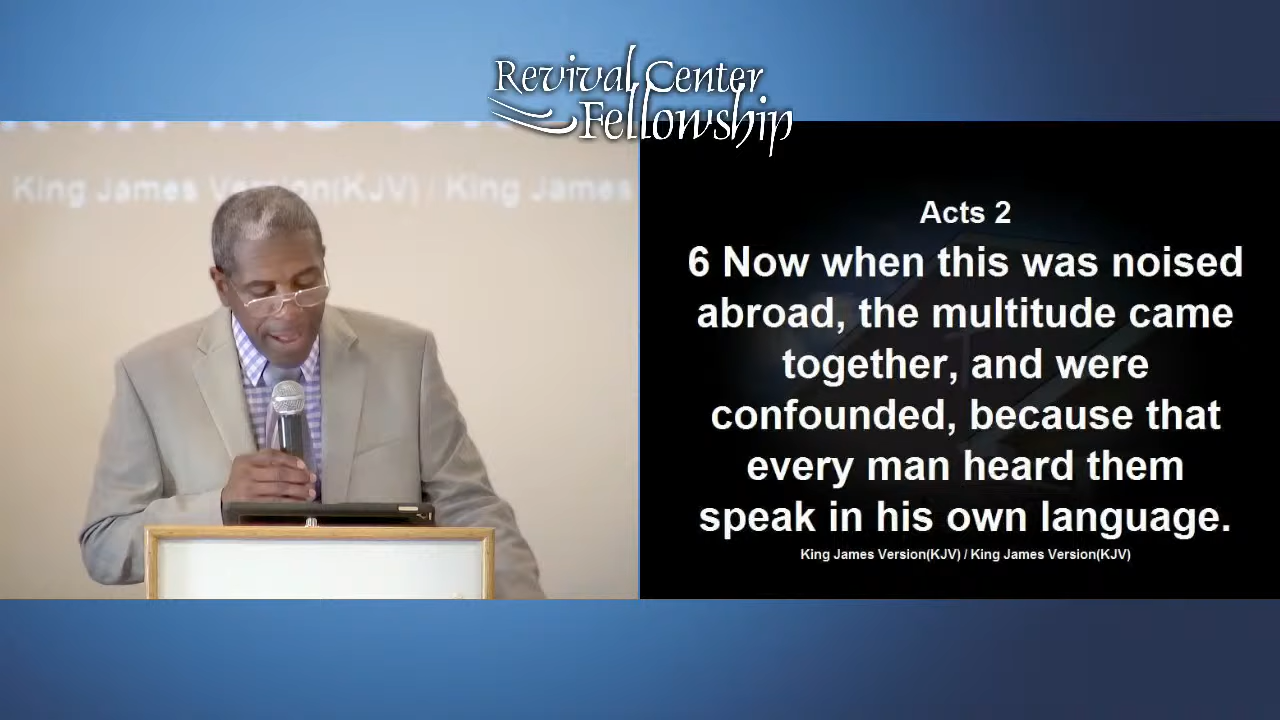 Revival Center
Fellowship
King James Version(KJV) / King James
Acts 2
6 Now when this was noised
abroad, the multitude came
together, and were
confounded, because that
every man heard them
speak in his own language.
King James Version(KJV) / King James Version(KJV)